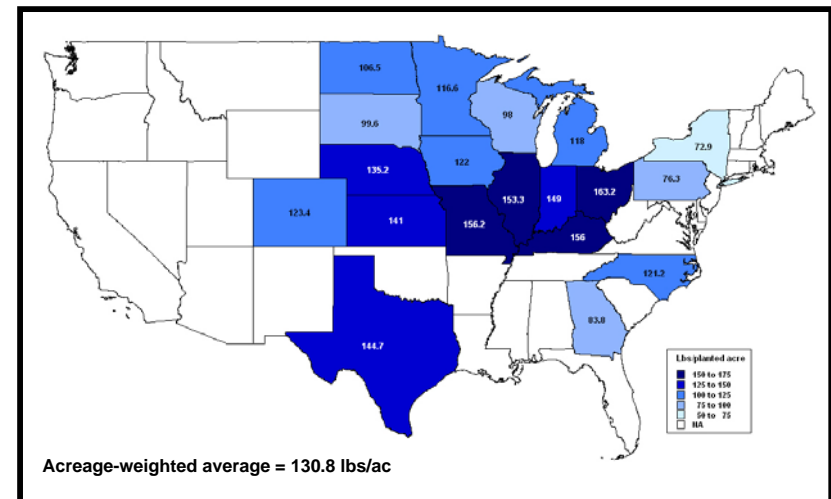 106.5
116.6
99.6
98
118
72.9
76.3
135.2
122
153.3
149
163.2
123.4
141
156.2
156
121.2
83.8
144.7
Lbs/planted acre
150 to 175
125 to 150
100 to 125
75 to 100
50 to 75
NA
Acreage-weighted average = 130.8 lbs/ac